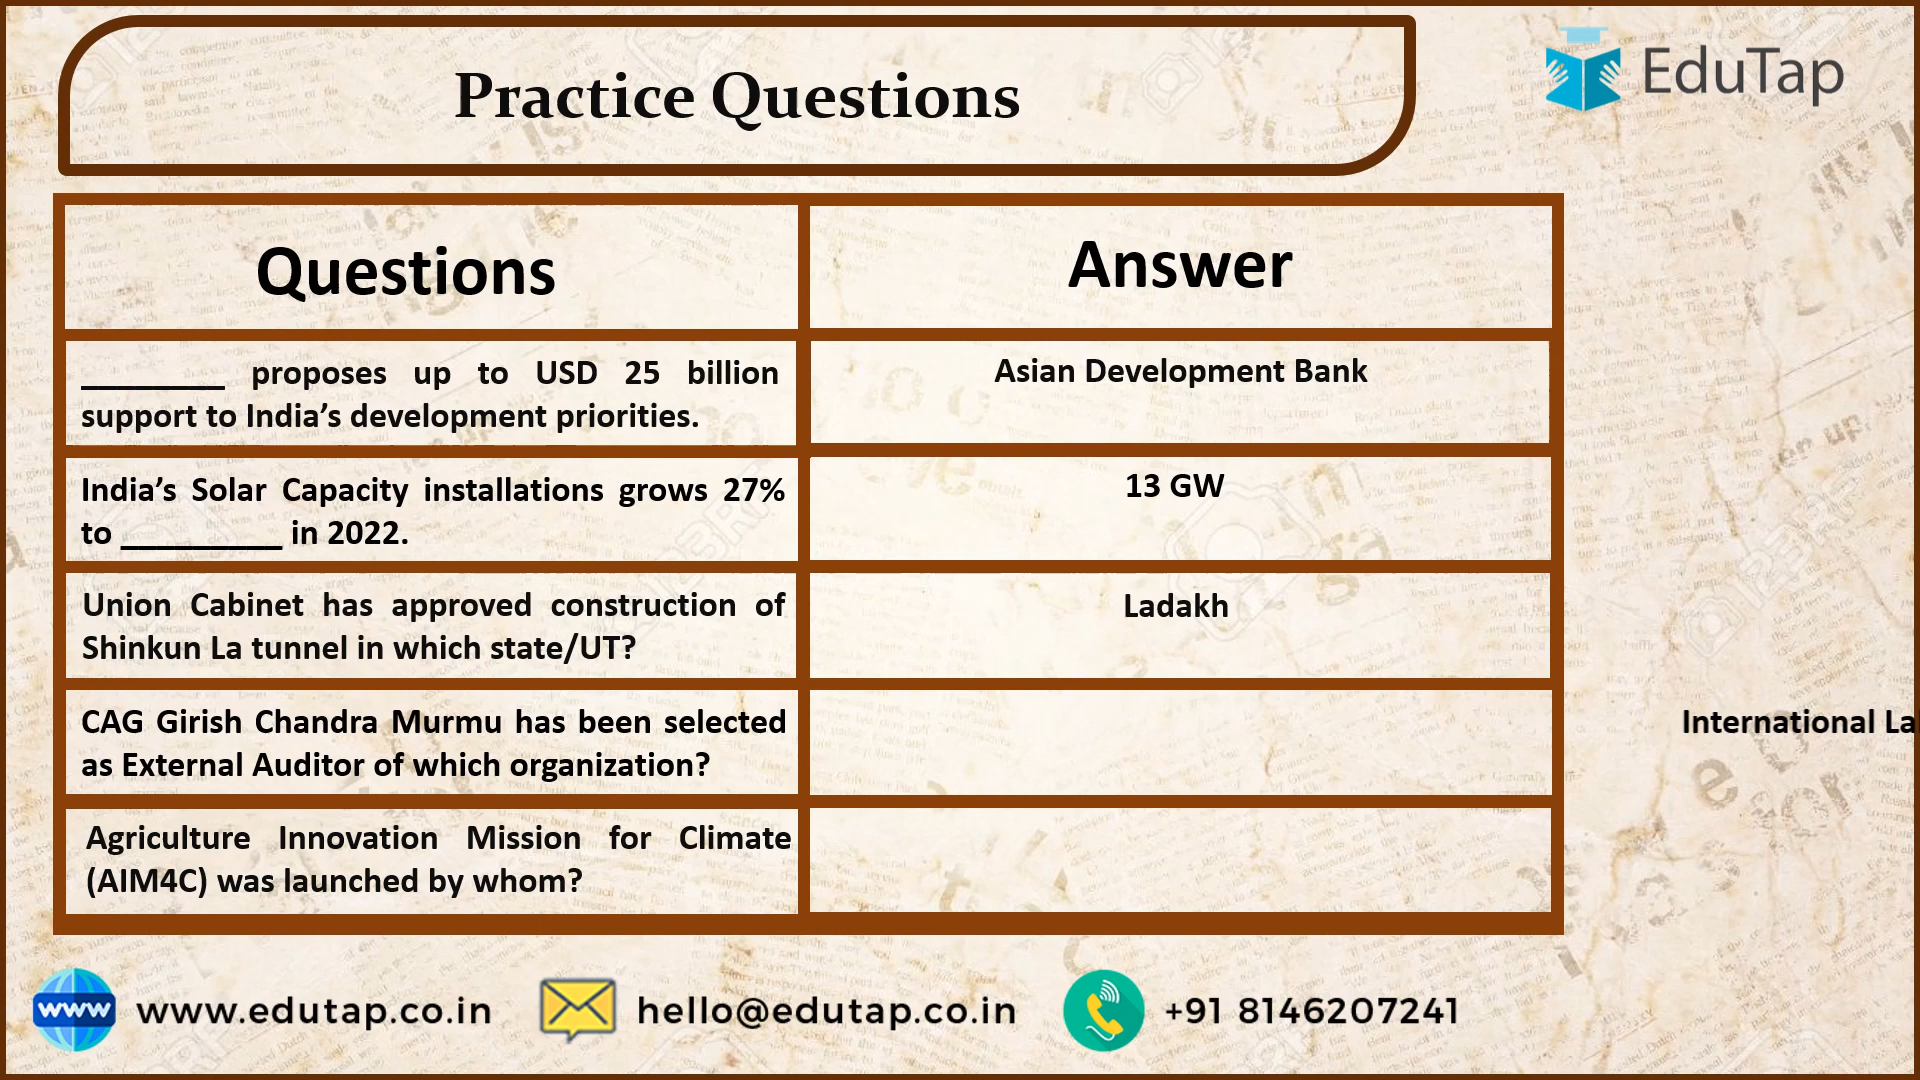 Practice Questions
EduTap
Questions
Answer
________ proposes up to USD 25 billion
support to India’s development priorities.
Asian Development Bank
India’s Solar Capacity installations grows 27%
to _________ in 2022.
13 GW
Union Cabinet has approved construction of
Shinkun La tunnel in which state/UT?
Ladakh
CAG Girish Chandra Murmu has been selected
as External Auditor of which organization?
International La
Agriculture Innovation Mission for Climate
(AIM4C) was launched by whom?
www www.edutap.co.in
hello@edutap.co.in
+91 8146207241